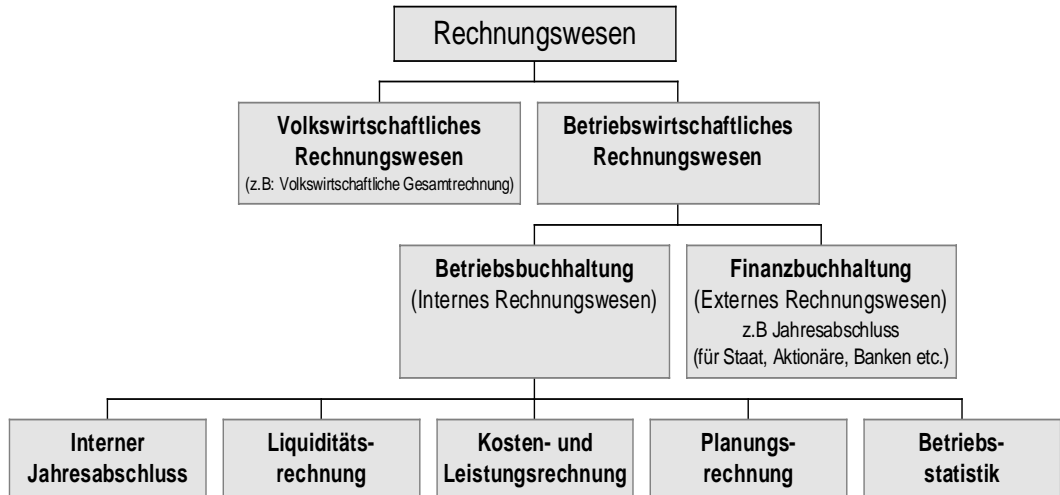 Rechnungswesen
Volkswirtschaftliches
Rechnungswesen
(z.B: Volkswirtschaftliche Gesamtrechnung)
Betriebswirtschaftliches
Rechnungswesen
Betriebsbuchhaltung
(Internes Rechnungswesen)
Finanzbuchhaltung
(Externes Rechnungswesen)
z.B Jahresabschluss
(für Staat, Aktionäre, Banken etc.)
Interner
Jahresabschluss
Liquiditäts-
rechnung
Kosten- und
Leistungsrechnung
Planungs-
rechnung
Betriebs-
statistik